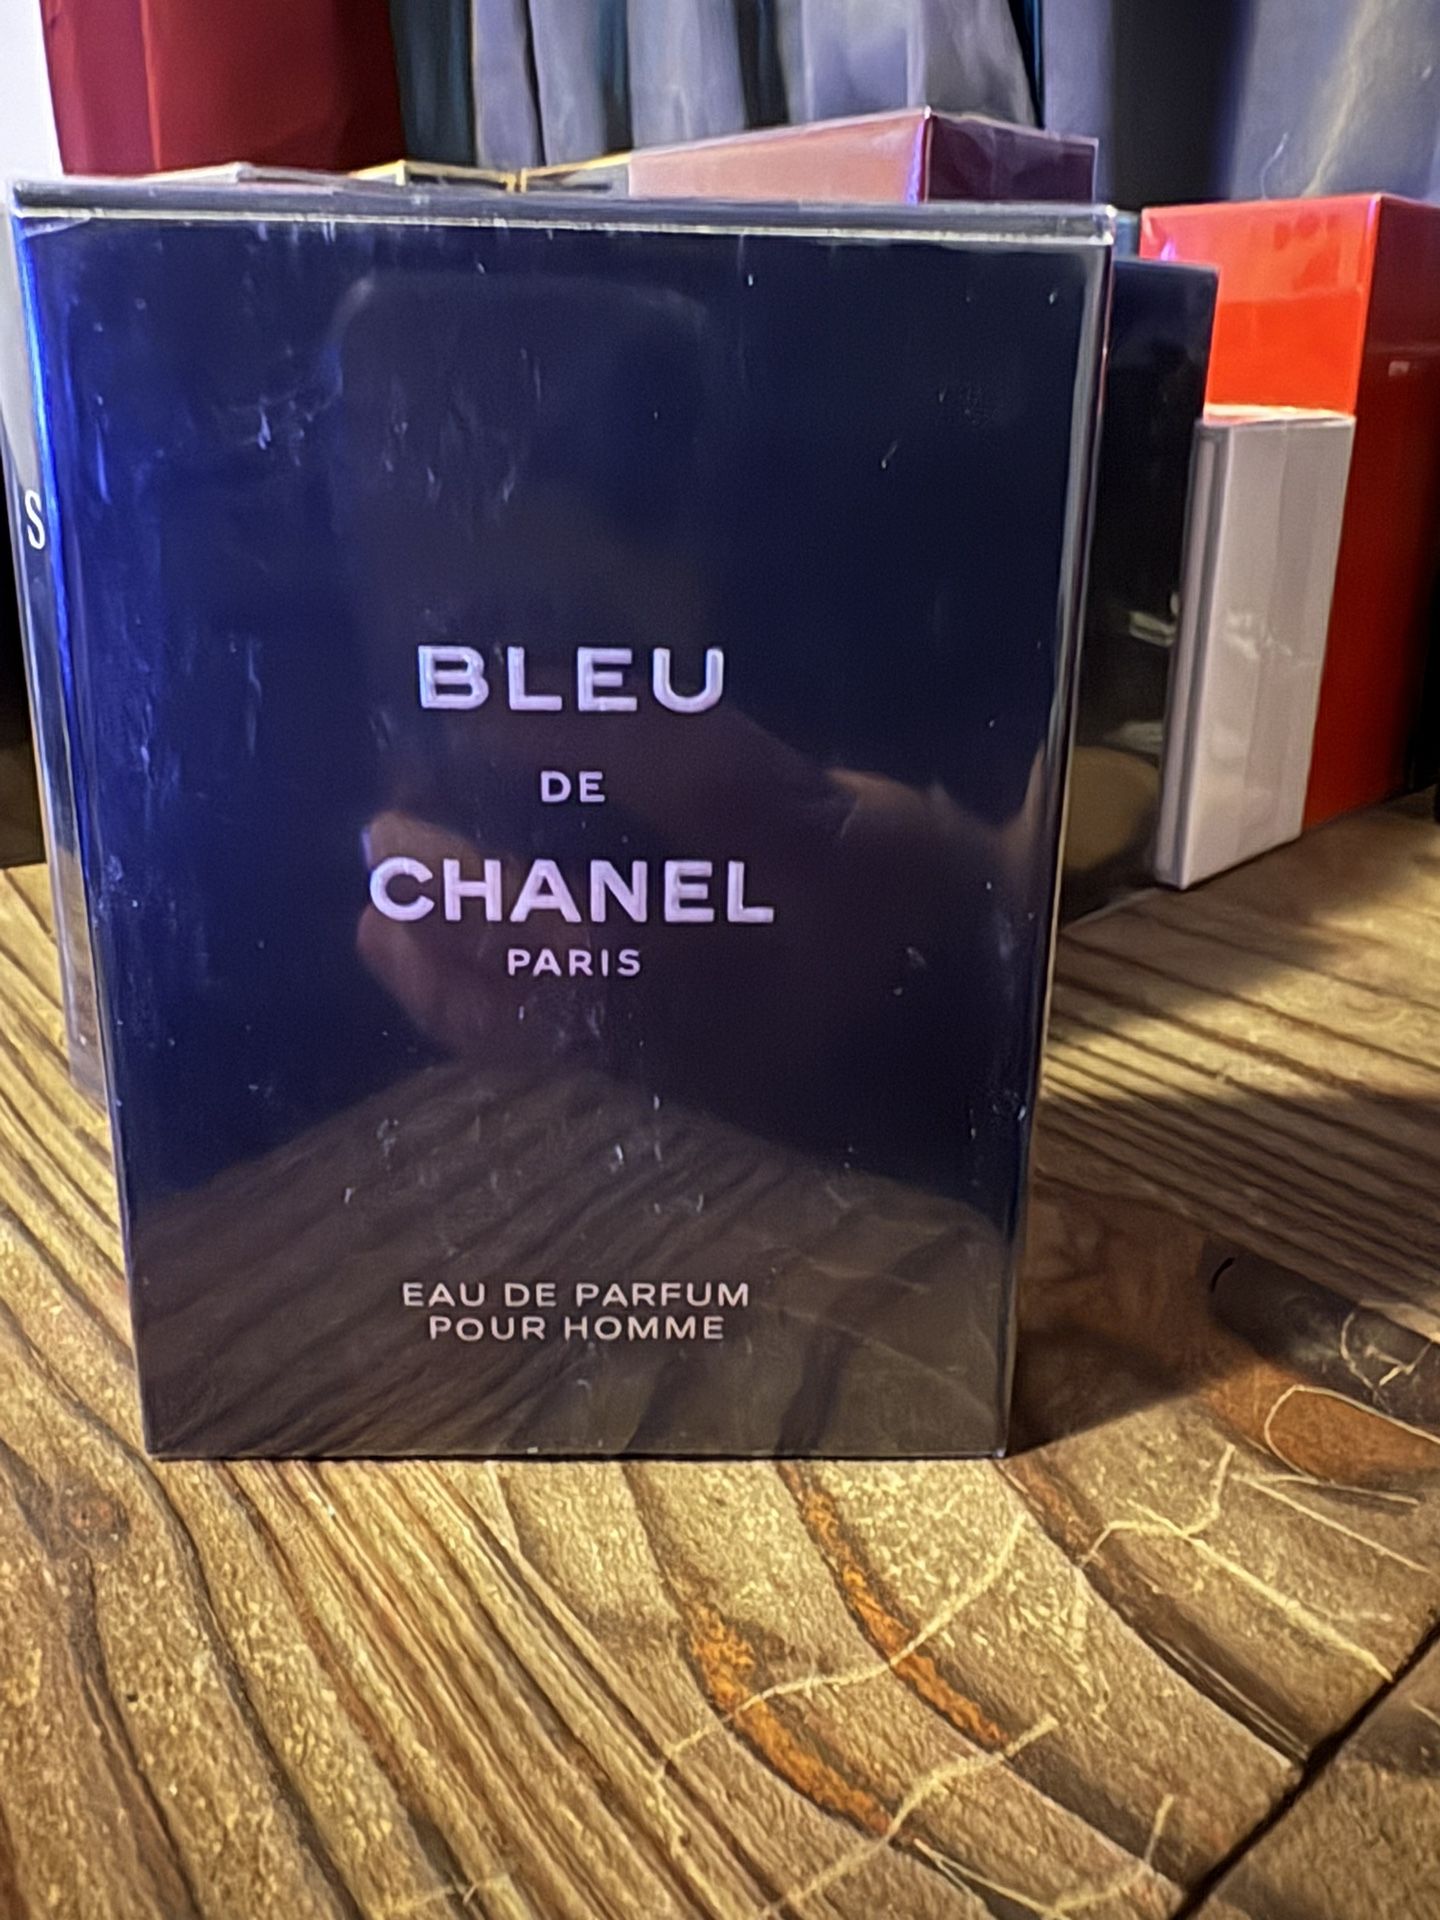 BLEU
DE
CHANEL
PARIS
EAU DE PARFUM
POUR HOMME
S